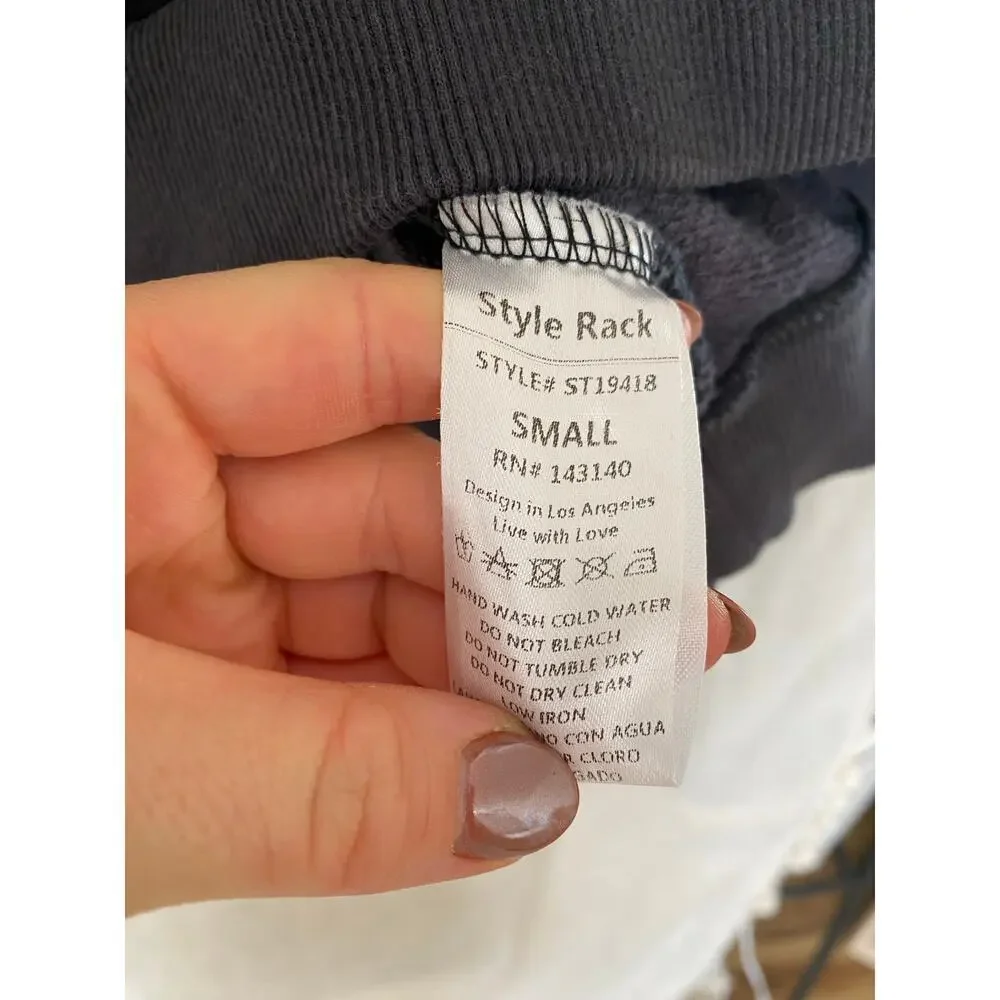 Style Rack
STYLE# ST19418
SMALL
RN# 143140
Design in Los Angeles
Live with Love
HAND WASH COLD WATER
DO NOT BLEACH
DO NOT TUMBLE DRY
DO NOT DRY CLEAN
LOW IRON
CON AGUA
CLORO